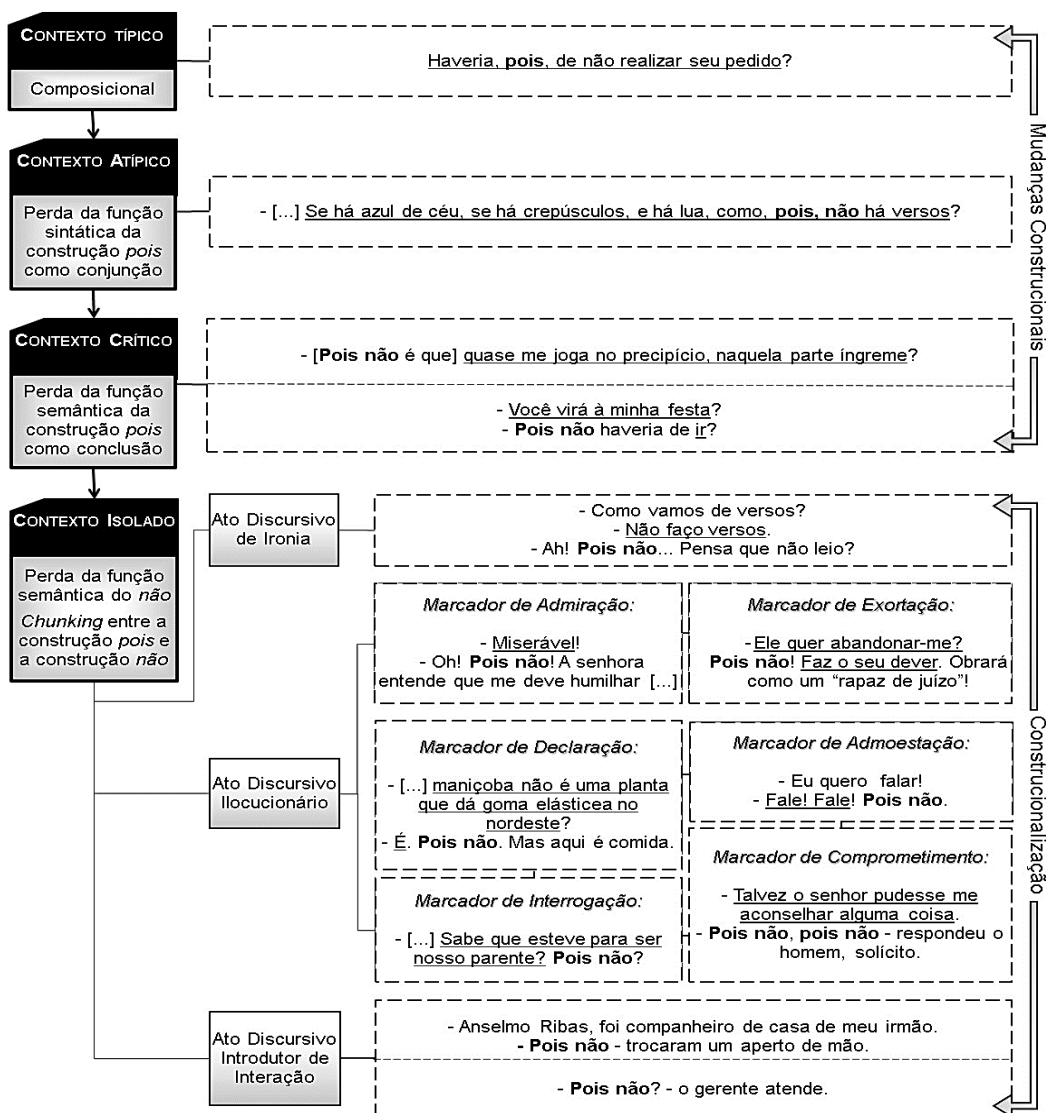 CONTEXTO TÍPICO
Composicional
Haveria, pois, de não realizar seu pedido?
CONTEXTO ATÍPICO
Perda da função
sintática da
construção pois
como conjunção
- [...] Se há azul de céu, se há crepúsculos, e há lua, como, pois, não há versos?
CONTEXTO CRÍTICO
Perda da função
semântica da
construção pois
como conclusão
- [Pois não é que] quase me joga no precipício, naquela parte íngreme?
- Você virá à minha festa?
- Pois não haveria de ir?
Mudanças Construcionais
CONTEXTO ISOLADO
Perda da função
semântica do não
Chunking entre a
construção pois e
a construção não
Ato Discursivo
de Ironia
- Como vamos de versos?
- Não faço versos.
- Ah! Pois não... Pensa que não leio?
Ato Discursivo
Ilocucionário
Marcador de Admiração:
- Miserável!
- Oh! Pois não! A senhora
entende que me deve humilhar [...]
Marcador de Exortação:
- Ele quer abandonar-me?
Pois não! Faz o seu dever. Obrará
como um “rapaz de juízo”!
Marcador de Declaração:
- [...] maniçoba não é uma planta
que dá goma elásticea no
nordeste?
- É. Pois não. Mas aqui é comida.
Marcador de Admoestação:
- Eu quero falar!
- Fale! Fale! Pois não.
Marcador de Interrogação:
- [...] Sabe que esteve para ser
nosso parente? Pois não?
Marcador de Comprometimento:
- Talvez o senhor pudesse me
aconselhar alguma coisa.
- Pois não, pois não - respondeu o
homem, solícito.
Ato Discursivo
Introdutor de
Interação
- Anselmo Ribas, foi companheiro de casa de meu irmão.
- Pois não - trocaram um aperto de mão.
- Pois não? - o gerente atende.
Construcionalização